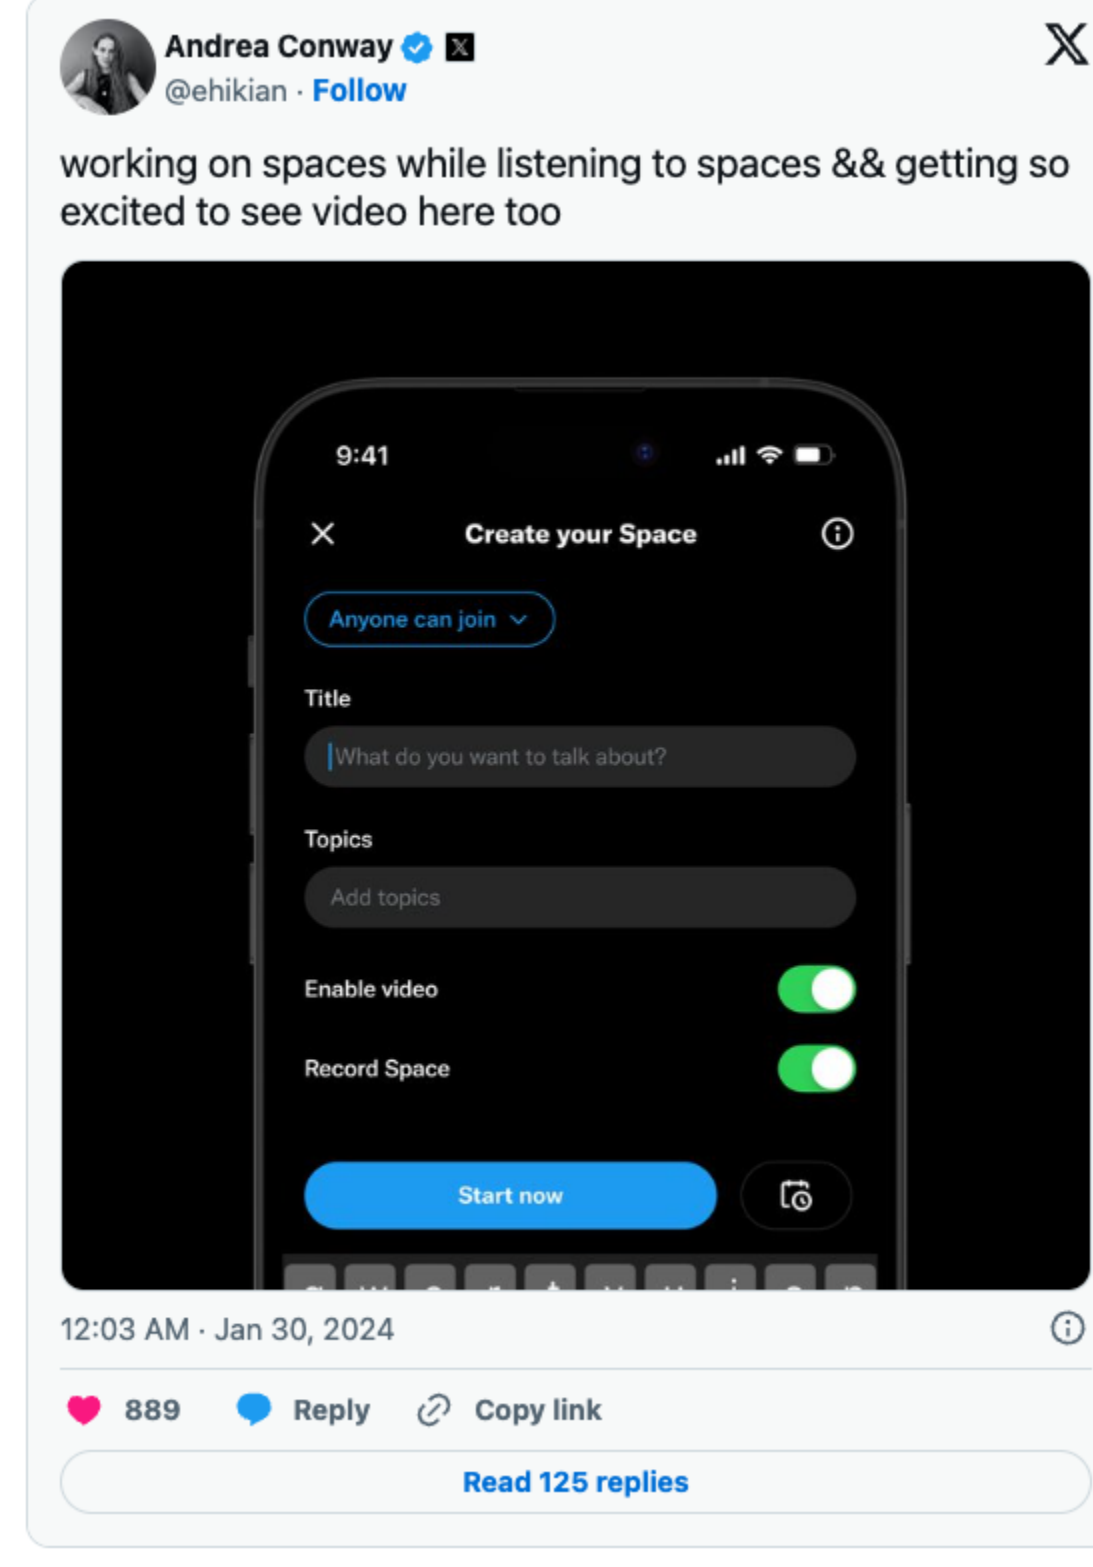 Andrea Conway
@ehikian · Follow
working on spaces while listening to spaces && getting so
excited to see video here too
9:41
Create your Space
Anyone can join
Title
What do you want to talk about?
Topics
Add topics
Enable video
Record Space
Start now
12:03 AM · Jan 30, 2024
889 Reply Copy link
Read 125 replies